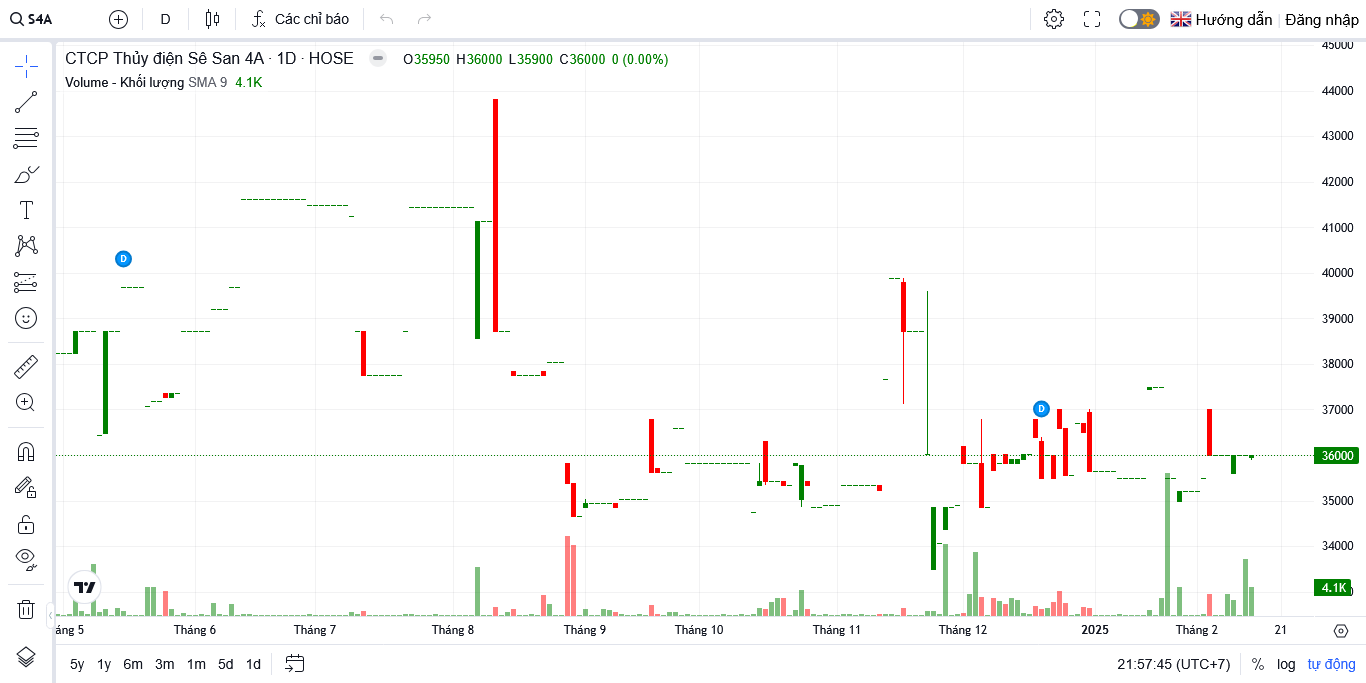 S4A
D
Các chỉ báo
Hướng dẫn
Đăng nhập
CTCP Thủy điện Sê San 4A · 1D · HOSE
O35950 H36000 L35900 C36000 0 (0.00%)
Volume - Khối lượng SMA 9 4.1K
45000
44000
43000
42000
41000
40000
39000
38000
37000
36000
35000
34000
4.1K
D
D
áng 5
Tháng 6
Tháng 7
Tháng 8
Tháng 9
Tháng 10
Tháng 11
Tháng 12
2025
Tháng 2
21
5y 1y 6m 3m 1m 5d 1d
21:57:45 (UTC+7)
%
log
tự động